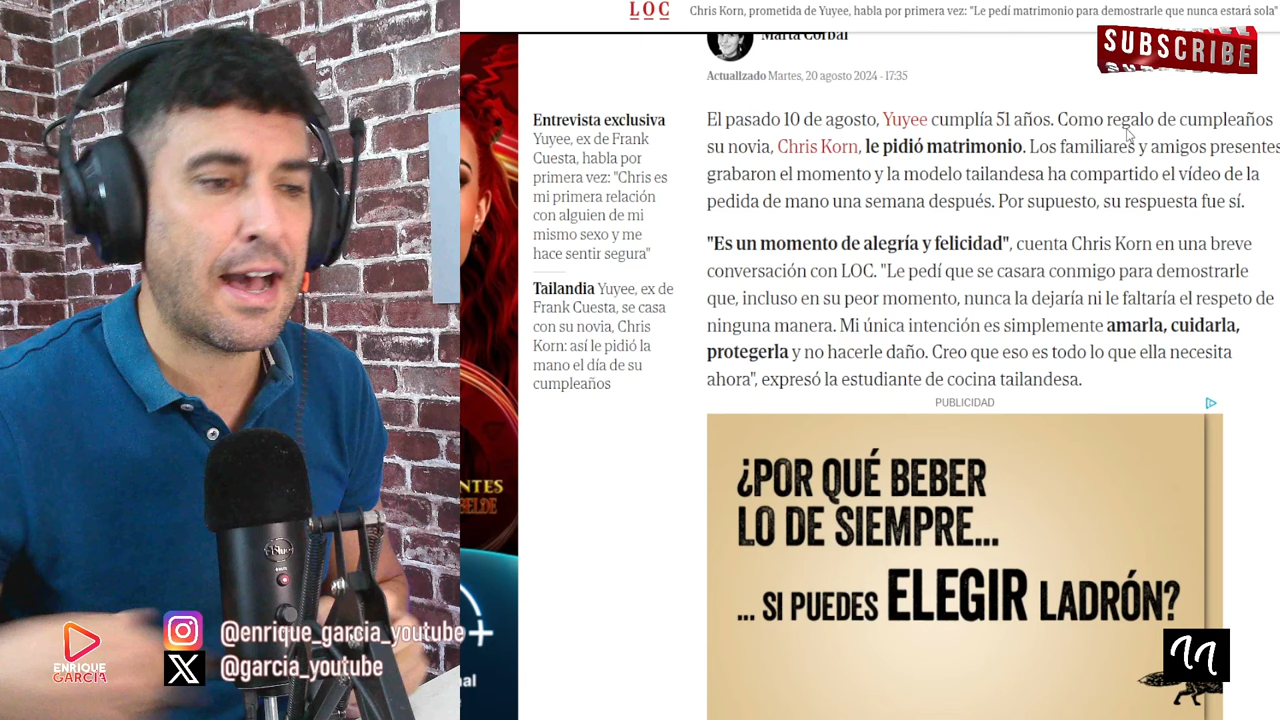 LOC
Chris Korn, prometida de Yuyee, habla por primera vez: "Le pedí matrimonio para demostrarle que nunca estará sola"
SUBSCRIBE
Marta Corbal
Actualizado Martes, 20 agosto 2024 - 17:35
Entrevista exclusiva
Yuyee, ex de Frank
Cuesta, habla por
primera vez: "Chris es
mi primera relación
con alguien de mi
mismo sexo y me
hace sentir segura"
Tailandia Yuyee, ex de
Frank Cuesta, se casa
con su novia, Chris
Korn: así le pidió la
mano el día de su
cumpleaños
El pasado 10 de agosto, Yuyee cumplía 51 años. Como regalo de cumpleaños
su novia, Chris Korn, le pidió matrimonio. Los familiares y amigos presentes
grabaron el momento y la modelo tailandesa ha compartido el vídeo de la
pedida de mano una semana después. Por supuesto, su respuesta fue sí.
"Es un momento de alegría y felicidad", cuenta Chris Korn en una breve
conversación con LOC. "Le pedí que se casara conmigo para demostrarle
que, incluso en su peor momento, nunca la dejaría ni le faltaría el respeto de
ninguna manera. Mi única intención es simplemente amarla, cuidarla,
protegerla y no hacerle daño. Creo que eso es todo lo que ella necesita
ahora", expresó la estudiante de cocina tailandesa.
PUBLICIDAD
¿POR QUÉ BEBER
LO DE SIEMPRE...
... SI PUEDES ELEGIR LADRÓN?
NTES
BELDE
nal
Blue
@enrique_garcia_youtube
@garcia_youtube
ENRIQUE
GARCIA